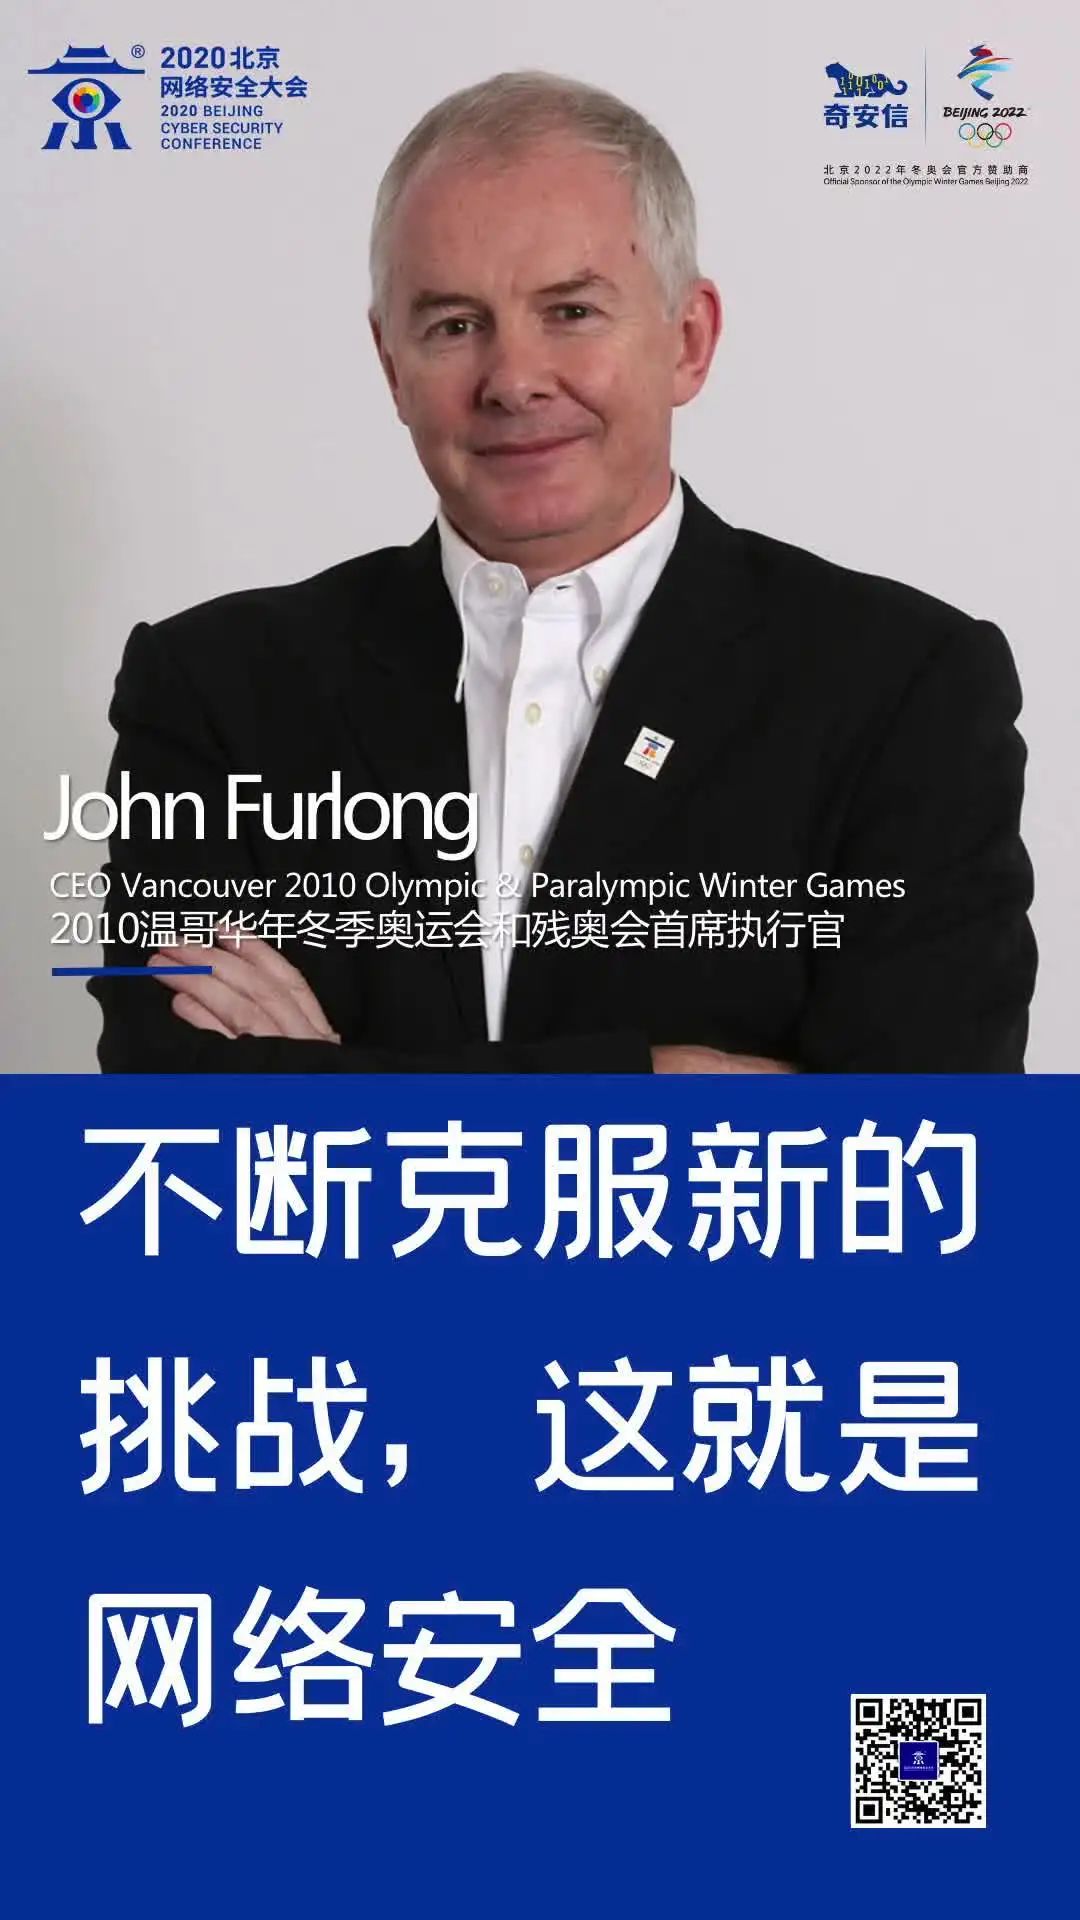 2020北京
网络安全大会
2020 BEIJING
CYBER SECURITY
CONFERENCE
奇安信
BEIJING 2022
北京2022年冬奥会官方赞助商
Official Sponsor of the Olympic Winter Games Beijing 2022
John Furlong
CEO Vancouver 2010 Olympic & Paralympic Winter Games
2010温哥华年冬季奥运会和残奥会首席执行官
不断克服新的
挑战，这就是
网络安全